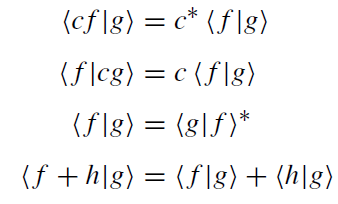 ⟨cf|g⟩ = c* ⟨f|g⟩
⟨f|cg⟩ = c ⟨f|g⟩
⟨f|g⟩ = ⟨g|f⟩*
⟨f + h|g⟩ = ⟨f|g⟩ + ⟨h|g⟩